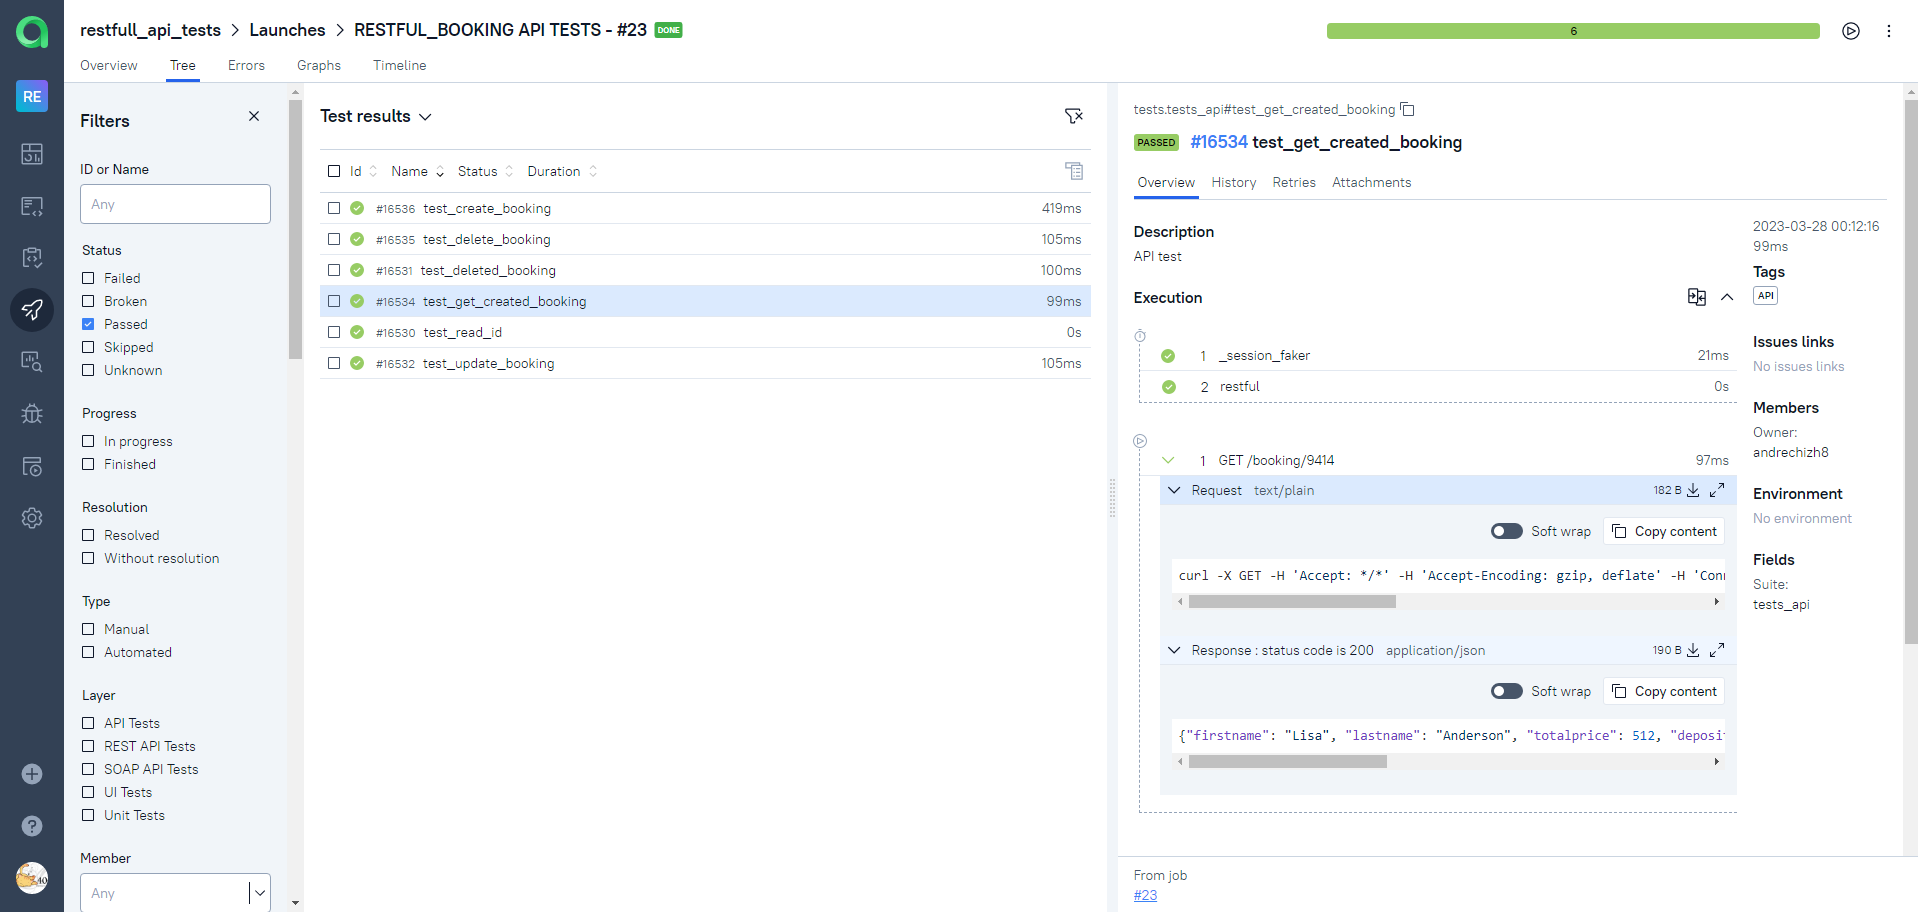 restfull_api_tests > Launches > RESTFUL_BOOKING API TESTS - #23 DONE
6
Overview Tree Errors Graphs Timeline
RE
Filters
ID or Name
Any
Status
Failed
Broken
Passed
Skipped
Unknown
Progress
In progress
Finished
Resolution
Resolved
Without resolution
Type
Manual
Automated
Layer
API Tests
REST API Tests
SOAP API Tests
UI Tests
Unit Tests
Member
Any
Test results
Id Name Status Duration
#16536 test_create_booking 419ms
#16535 test_delete_booking 105ms
#16531 test_deleted_booking 100ms
#16534 test_get_created_booking 99ms
#16530 test_read_id 0s
#16532 test_update_booking 105ms
tests.tests_api#test_get_created_booking
PASSED #16534 test_get_created_booking
Overview History Retries Attachments
Description
API test
Execution
1 _session_faker 21ms
2 restful 0s
1 GET /booking/9414 97ms
Request text/plain 182 B
Soft wrap Copy content
curl -X GET -H 'Accept: */*' -H 'Accept-Encoding: gzip, deflate' -H 'Con
Response : status code is 200 application/json 190 B
Soft wrap Copy content
{"firstname": "Lisa", "lastname": "Anderson", "totalprice": 512, "deposi
2023-03-28 00:12:16
99ms
Tags
API
Issues links
No issues links
Members
Owner:
andrechizh8
Environment
No environment
Fields
Suite:
tests_api
From job
#23